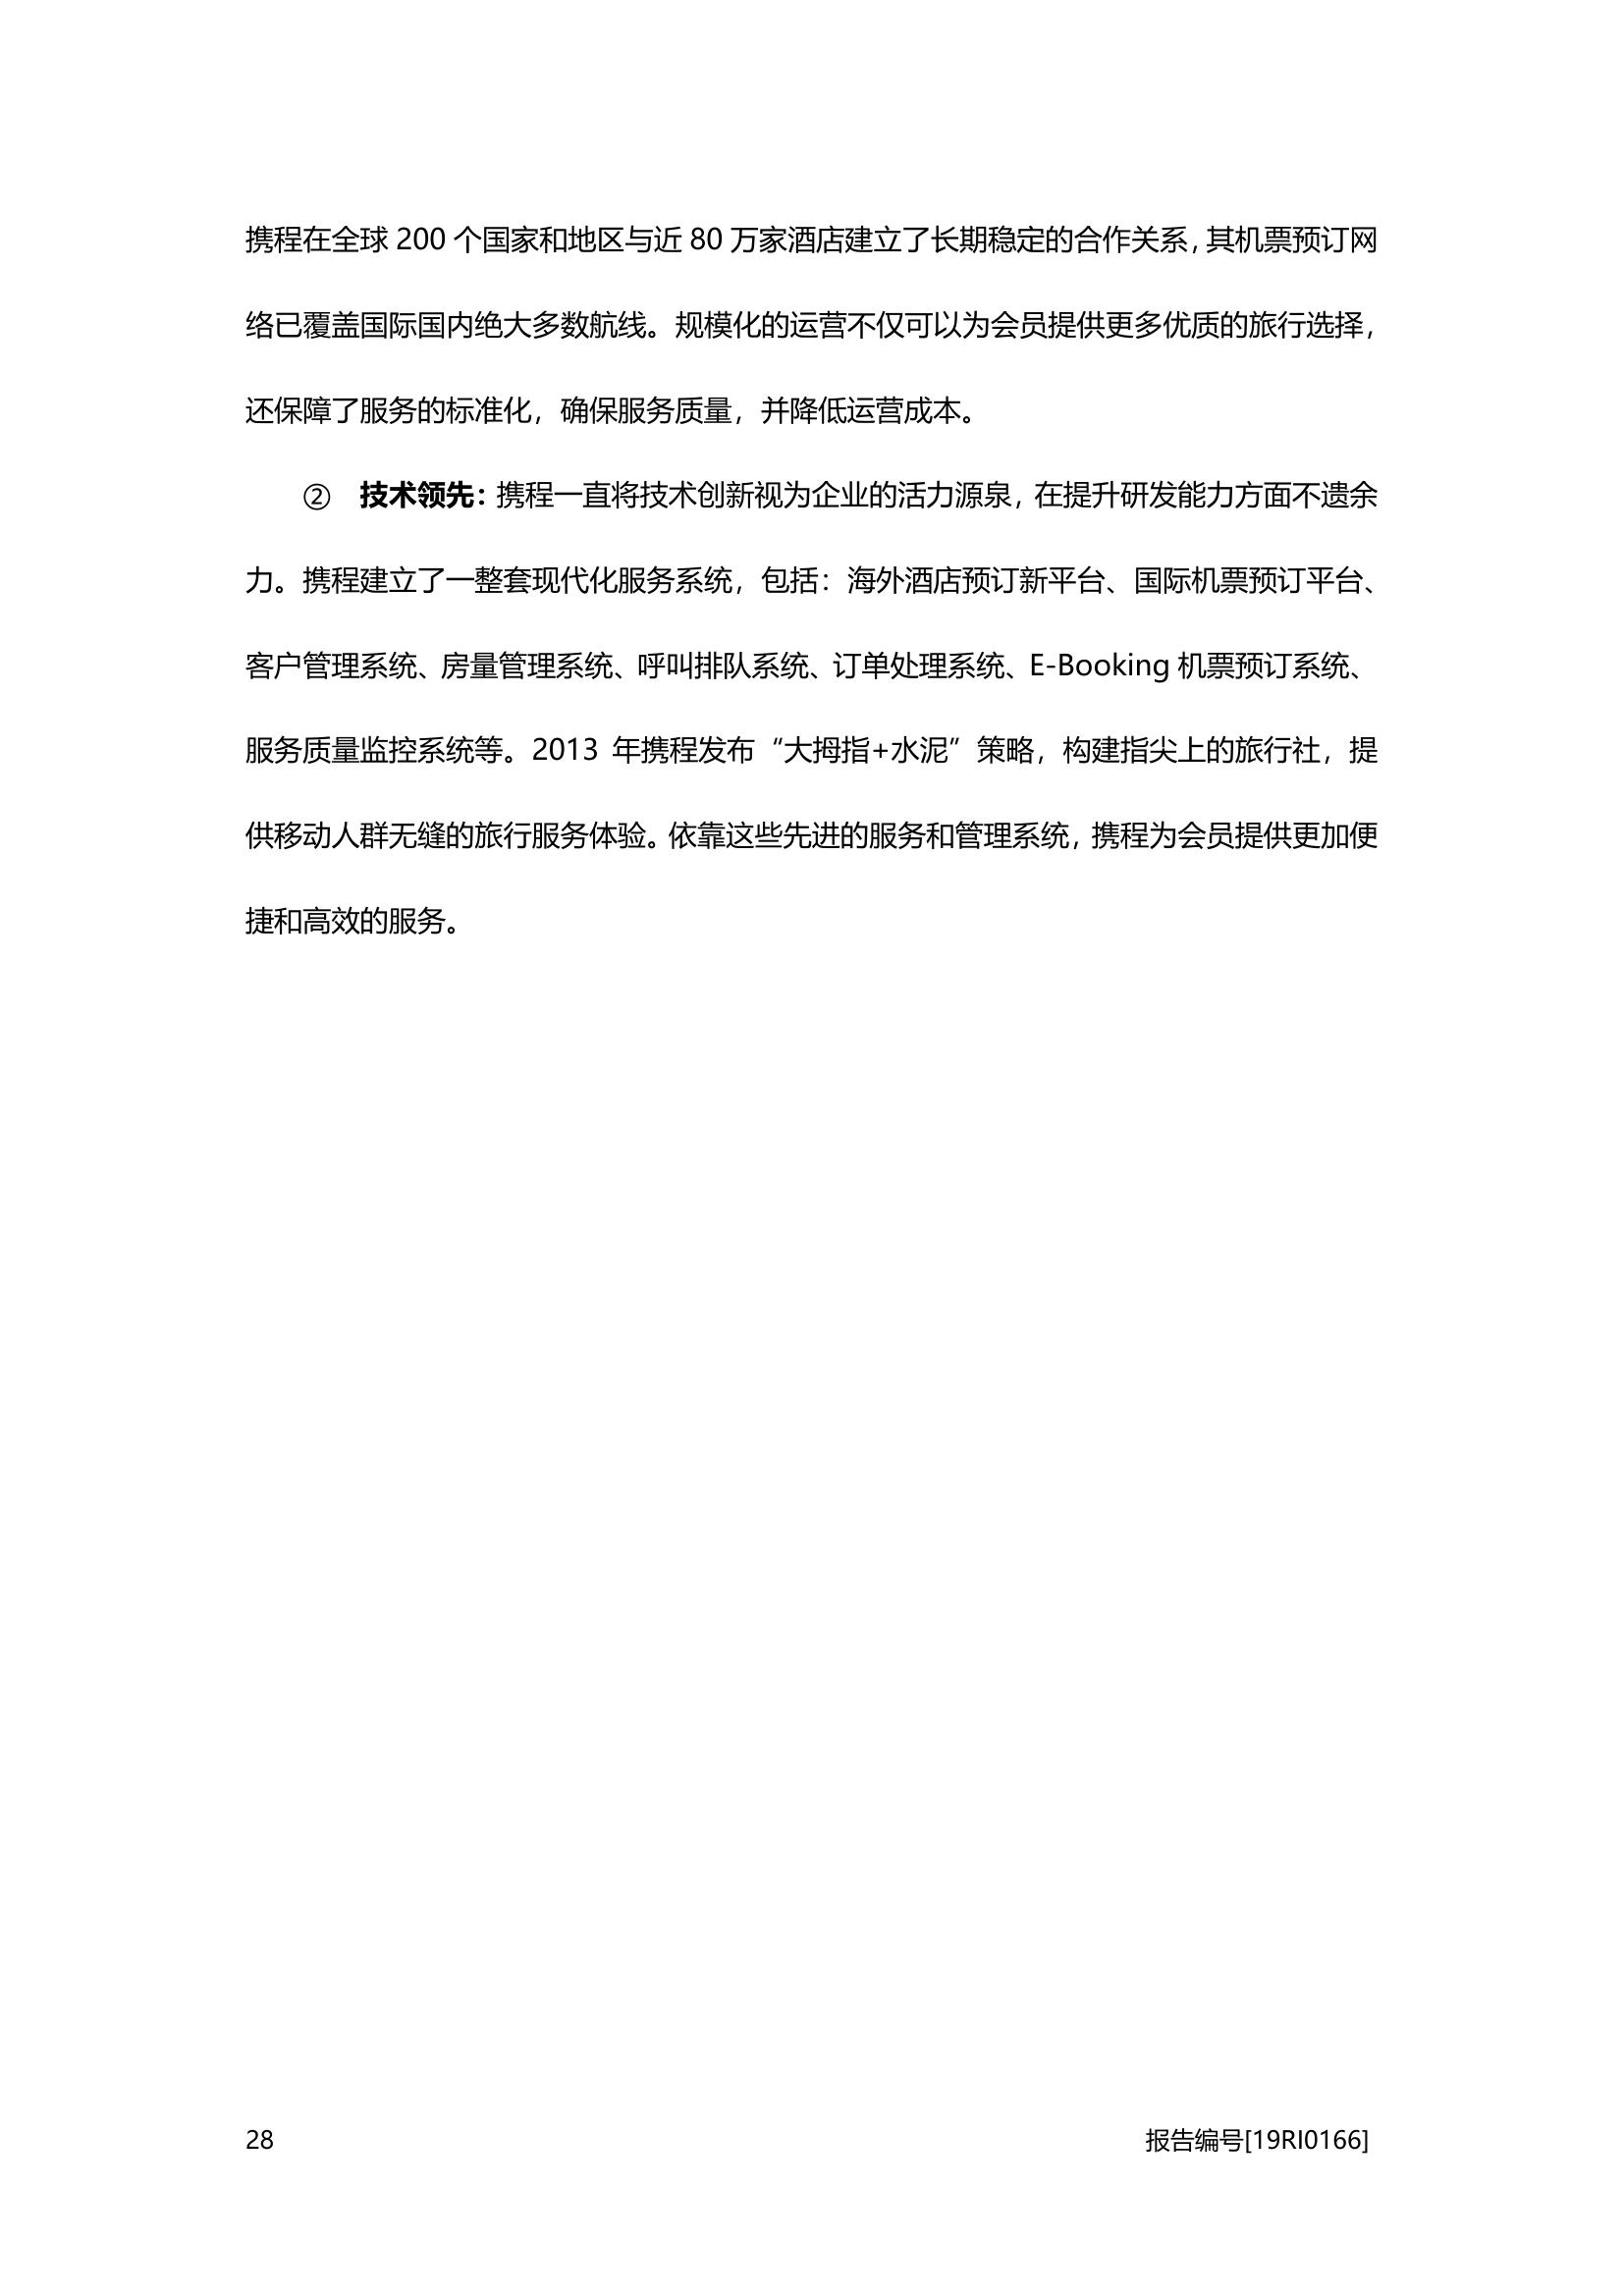 携程在全球 200 个国家和地区与近 80 万家酒店建立了长期稳定的合作关系，其机票预订网
络已覆盖国际国内绝大多数航线。规模化的运营不仅可以为会员提供更多优质的旅行选择，
还保障了服务的标准化，确保服务质量，并降低运营成本。
② 技术领先：携程一直将技术创新视为企业的活力源泉，在提升研发能力方面不遗余
力。携程建立了一整套现代化服务系统，包括：海外酒店预订新平台、国际机票预订平台、
客户管理系统、房量管理系统、呼叫排队系统、订单处理系统、E-Booking 机票预订系统、
服务质量监控系统等。2013 年携程发布“大拇指+水泥”策略，构建指尖上的旅行社，提
供移动人群无缝的旅行服务体验。依靠这些先进的服务和管理系统，携程为会员提供更加便
捷和高效的服务。
28 报告编号[19RI0166]